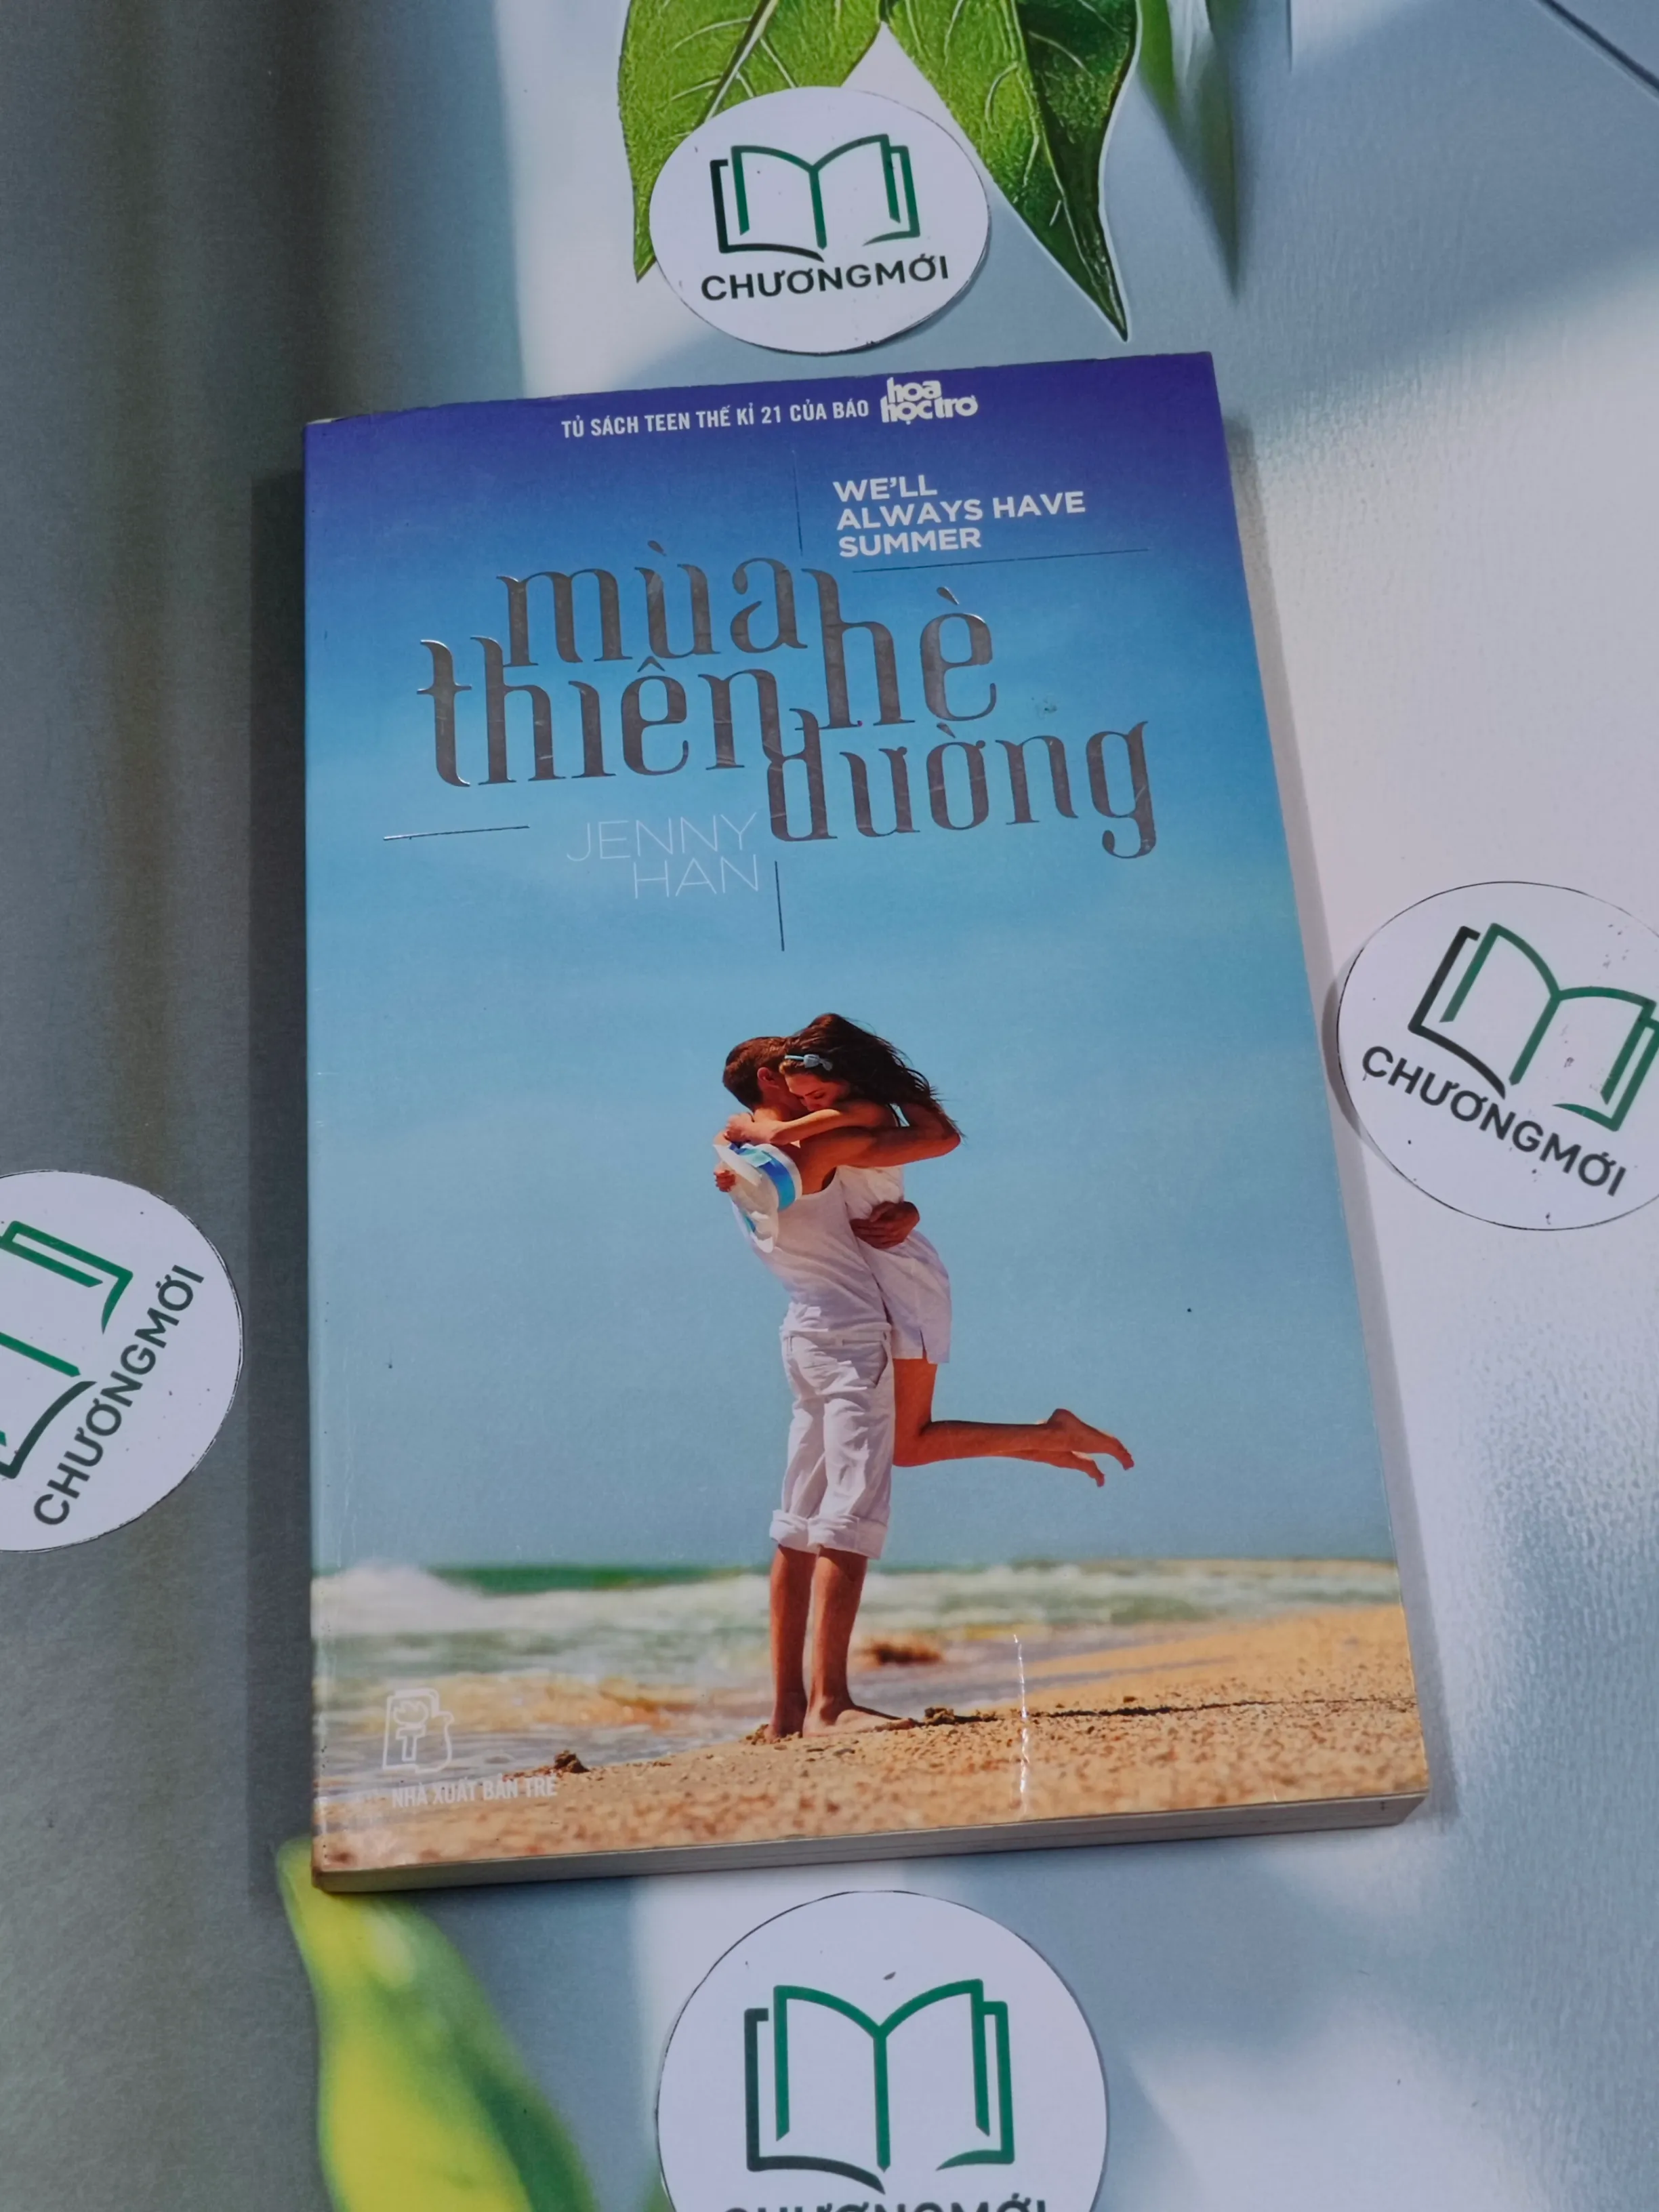 CHƯƠNGMỚI
TỦ SÁCH TEEN THẾ KỈ 21 CỦA BÁO hoa học trò
WE'LL
ALWAYS HAVE
SUMMER
mùa hè
thiên đường
JENNY
HAN
CHƯƠNGMỚI
CHƯƠNGMỚI
NHÀ XUẤT BẢN TRẺ
CHƯƠNGMỚI